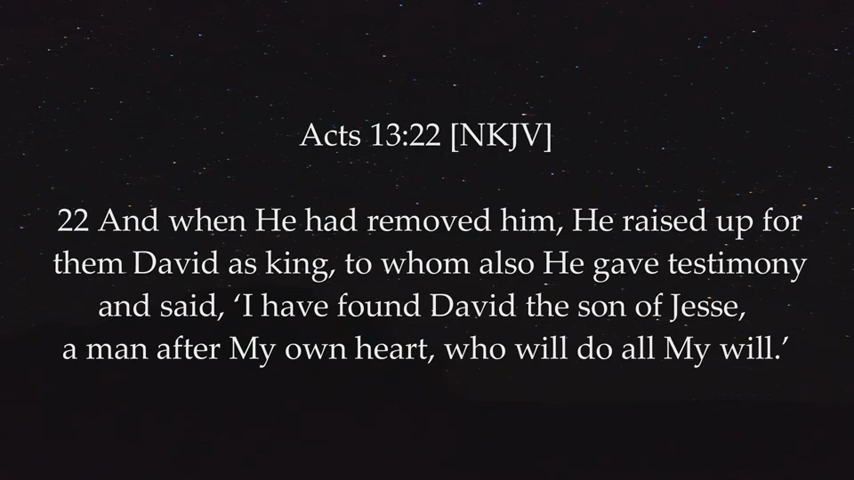 Acts 13:22 [NKJV]
22 And when He had removed him, He raised up for
them David as king, to whom also He gave testimony
and said, ‘I have found David the son of Jesse,
a man after My own heart, who will do all My will.’